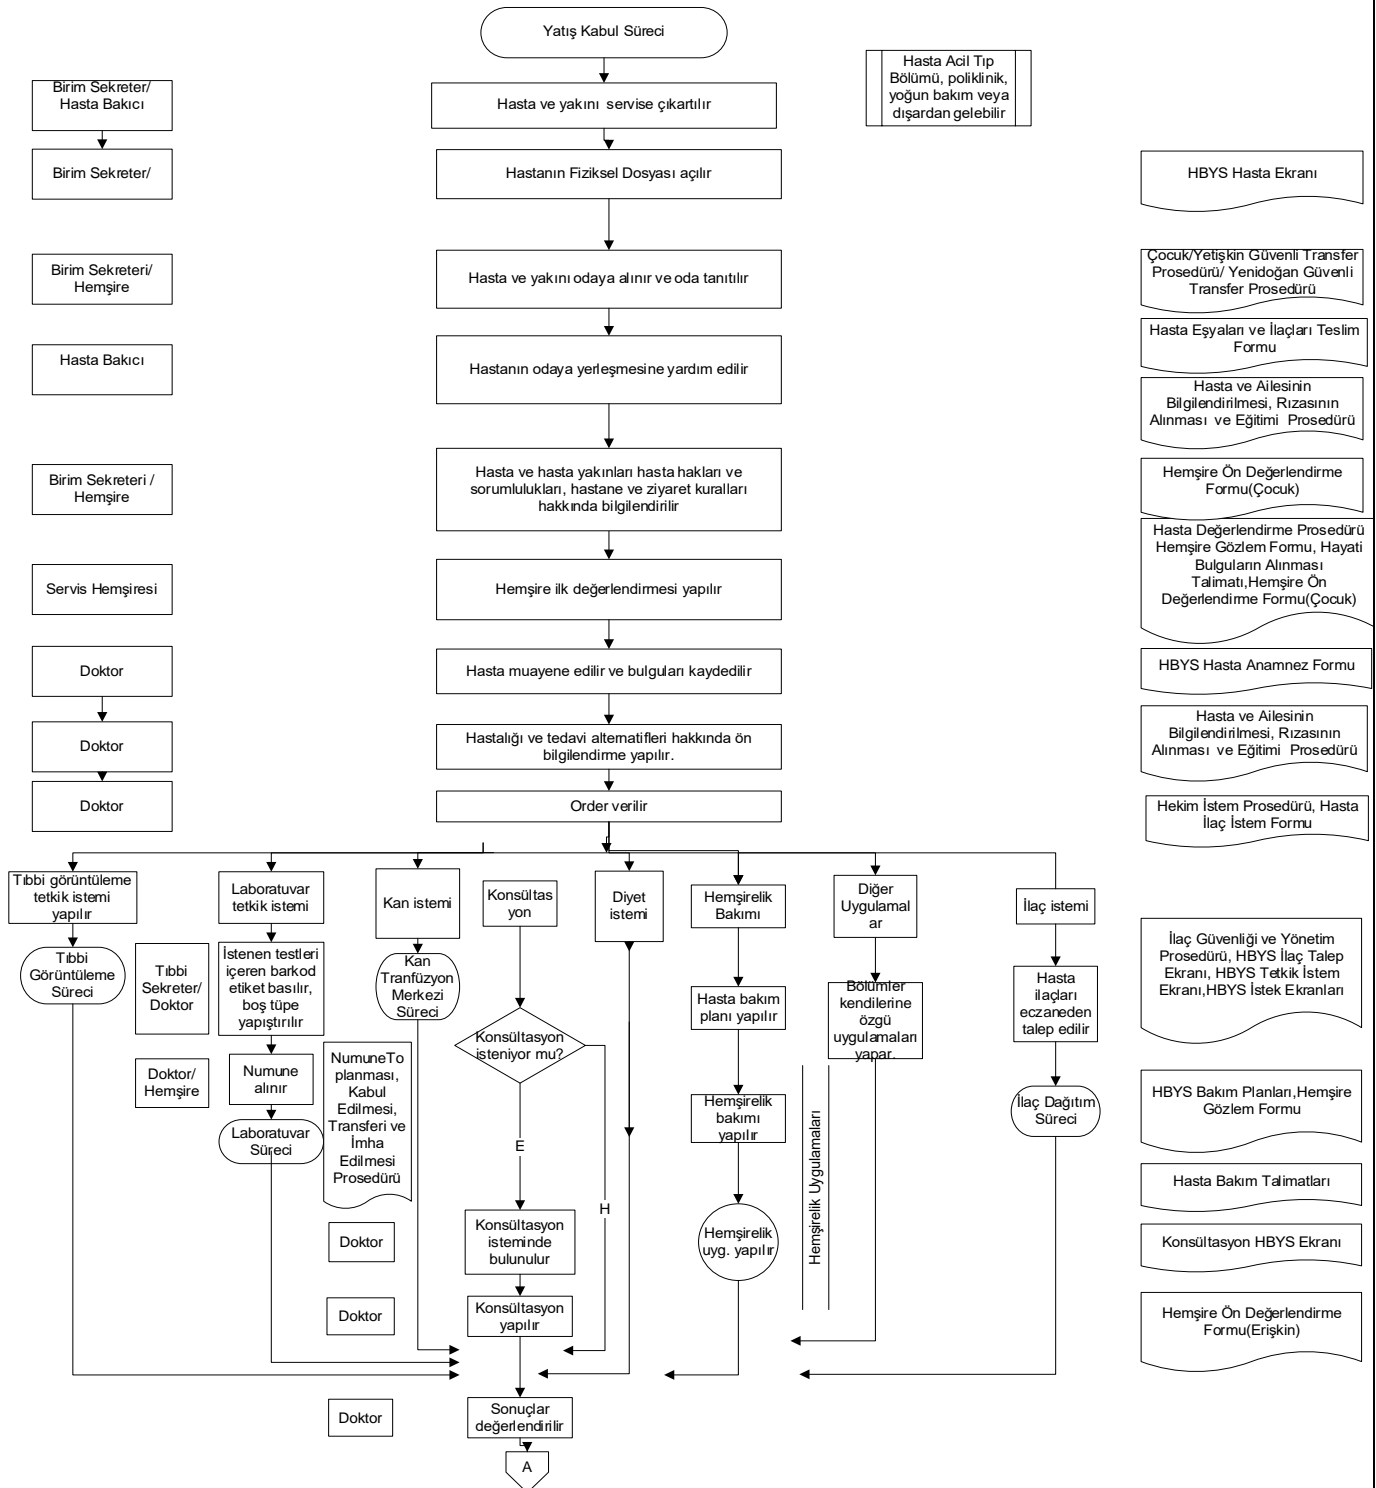 Yatış Kabul Süreci
Hasta Acil Tıp
Bölümü, poliklinik,
yoğun bakım veya
dışardan gelebilir
Birim Sekreter/
Hasta Bakıcı
Hasta ve yakını servise çıkartılır
Birim Sekreter/
Hastanın Fiziksel Dosyası açılır
HBYS Hasta Ekranı
Birim Sekreteri/
Hemşire
Hasta ve yakını odaya alınır ve oda tanıtılır
Çocuk/Yetişkin Güvenli Transfer
Prosedürü/ Yenidoğan Güvenli
Transfer Prosedürü
Hasta Eşyaları ve İlaçları Teslim
Formu
Hasta Bakıcı
Hastanın odaya yerleşmesine yardım edilir
Hasta ve Ailesinin
Bilgilendirilmesi, Rızasının
Alınması ve Eğitimi Prosedürü
Birim Sekreteri /
Hemşire
Hasta ve hasta yakınları hasta hakları ve
sorumlulukları, hastane ve ziyaret kuralları
hakkında bilgilendirilir
Hemşire Ön Değerlendirme
Formu(Çocuk)
Servis Hemşiresi
Hemşire ilk değerlendirmesi yapılır
Hasta Değerlendirme Prosedürü
Hemşire Gözlem Formu, Hayati
Bulguların Alınması
Talimatı,Hemşire Ön
Değerlendirme Formu(Çocuk)
Doktor
Hasta muayene edilir ve bulguları kaydedilir
HBYS Hasta Anamnez Formu
Doktor
Hastalığı ve tedavi alternatifleri hakkında ön
bilgilendirme yapılır.
Hasta ve Ailesinin
Bilgilendirilmesi, Rızasının
Alınması ve Eğitimi Prosedürü
Doktor
Order verilir
Hekim İstem Prosedürü, Hasta
İlaç İstem Formu
Tıbbi görüntüleme
tetkik istemi
yapılır
Laboratuvar
tetkik istemi
Kan istemi
Konsültas
yon
Diyet
istemi
Hemşirelik
Bakımı
Diğer
Uygulamal
ar
İlaç istemi
Tıbbi
Görüntüleme
Süreci
Tıbbi
Sekreter/
Doktor
İstenen testleri
içeren barkod
etiket basılır,
boş tüpe
yapıştırılır
Kan
Tranfüzyon
Merkezi
Süreci
Hasta bakım
planı yapılır
Bölümler
kendilerine
özgü
uygulamaları
yapar.
Hasta
ilaçları
eczaneden
talep edilir
İlaç Güvenliği ve Yönetim
Prosedürü, HBYS İlaç Talep
Ekranı, HBYS Tetkik İstem
Ekranı,HBYS İstek Ekranları
Konsültasyon
isteniyor mu?
Doktor/
Hemşire
Numune
alınır
NumuneTo
planması,
Kabul
Edilmesi,
Transferi ve
İmha
Edilmesi
Prosedürü
Hemşirelik
bakımı
yapılır
İlaç Dağıtım
Süreci
HBYS Bakım Planları,Hemşire
Gözlem Formu
Laboratuvar
Süreci
E
H
Hemşirelik Uygulamaları
Hasta Bakım Talimatları
Doktor
Konsültasyon
isteminde
bulunulur
Hemşirelik
uyg. yapılır
Konsültasyon HBYS Ekranı
Doktor
Konsültasyon
yapılır
Hemşire Ön Değerlendirme
Formu(Erişkin)
Doktor
Sonuçlar
değerlendirilir
A